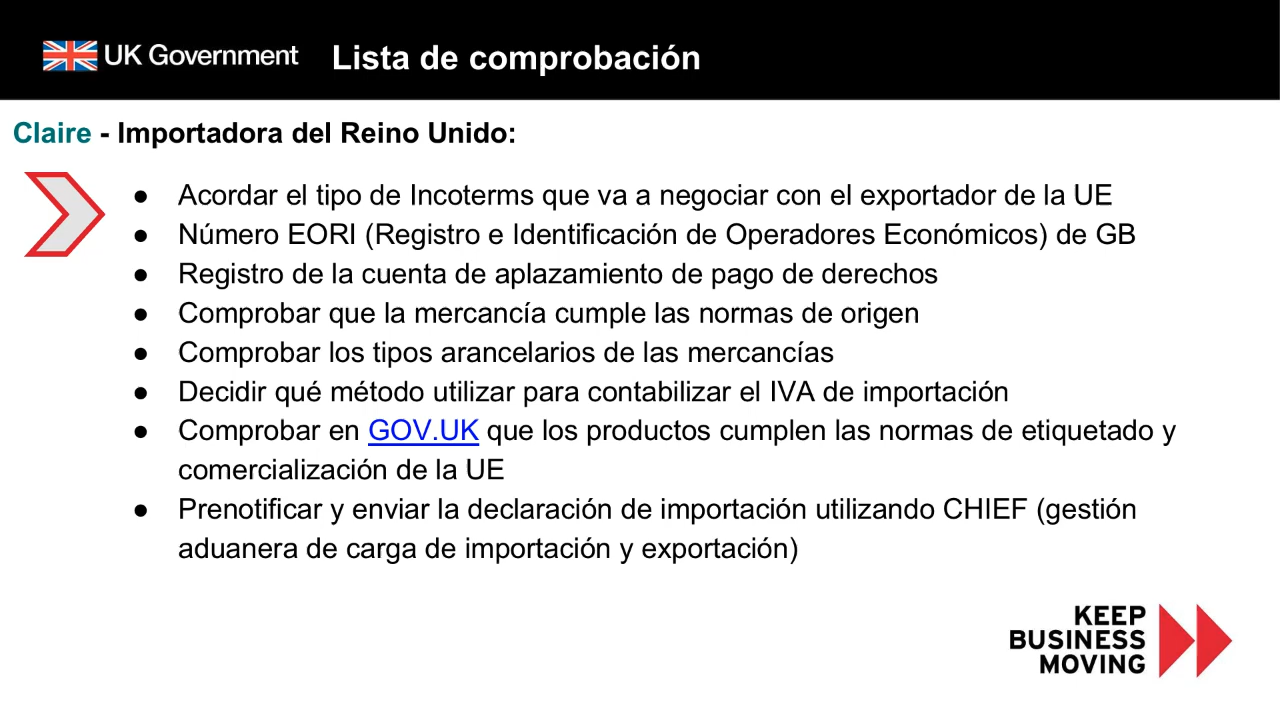 UK Government
Lista de comprobación
Claire - Importadora del Reino Unido:
● Acordar el tipo de Incoterms que va a negociar con el exportador de la UE
● Número EORI (Registro e Identificación de Operadores Económicos) de GB
● Registro de la cuenta de aplazamiento de pago de derechos
● Comprobar que la mercancía cumple las normas de origen
● Comprobar los tipos arancelarios de las mercancías
● Decidir qué método utilizar para contabilizar el IVA de importación
● Comprobar en GOV.UK que los productos cumplen las normas de etiquetado y
comercialización de la UE
● Prenotificar y enviar la declaración de importación utilizando CHIEF (gestión
aduanera de carga de importación y exportación)
KEEP
BUSINESS
MOVING